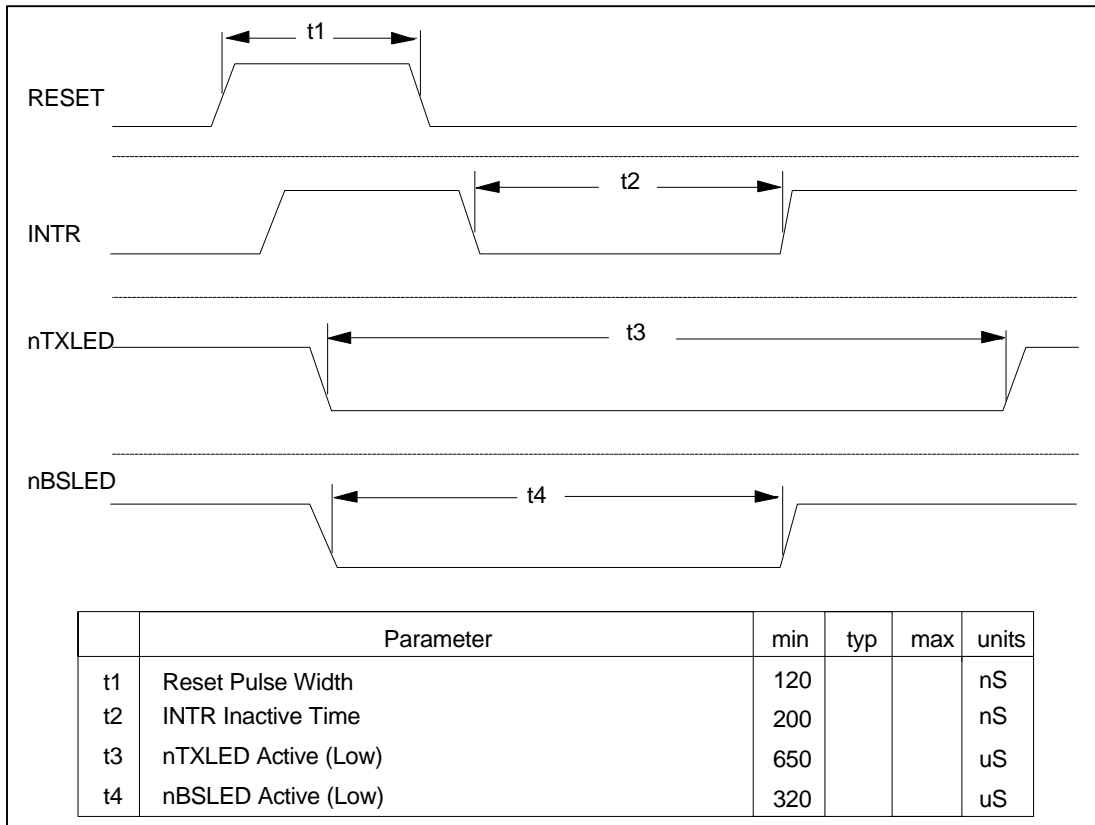 t1
RESET
t2
INTR
t3
nTXLED
nBSLED
t4
Parameter min typ max units
t1 Reset Pulse Width 120 nS
t2 INTR Inactive Time 200 nS
t3 nTXLED Active (Low) 650 uS
t4 nBSLED Active (Low) 320 uS